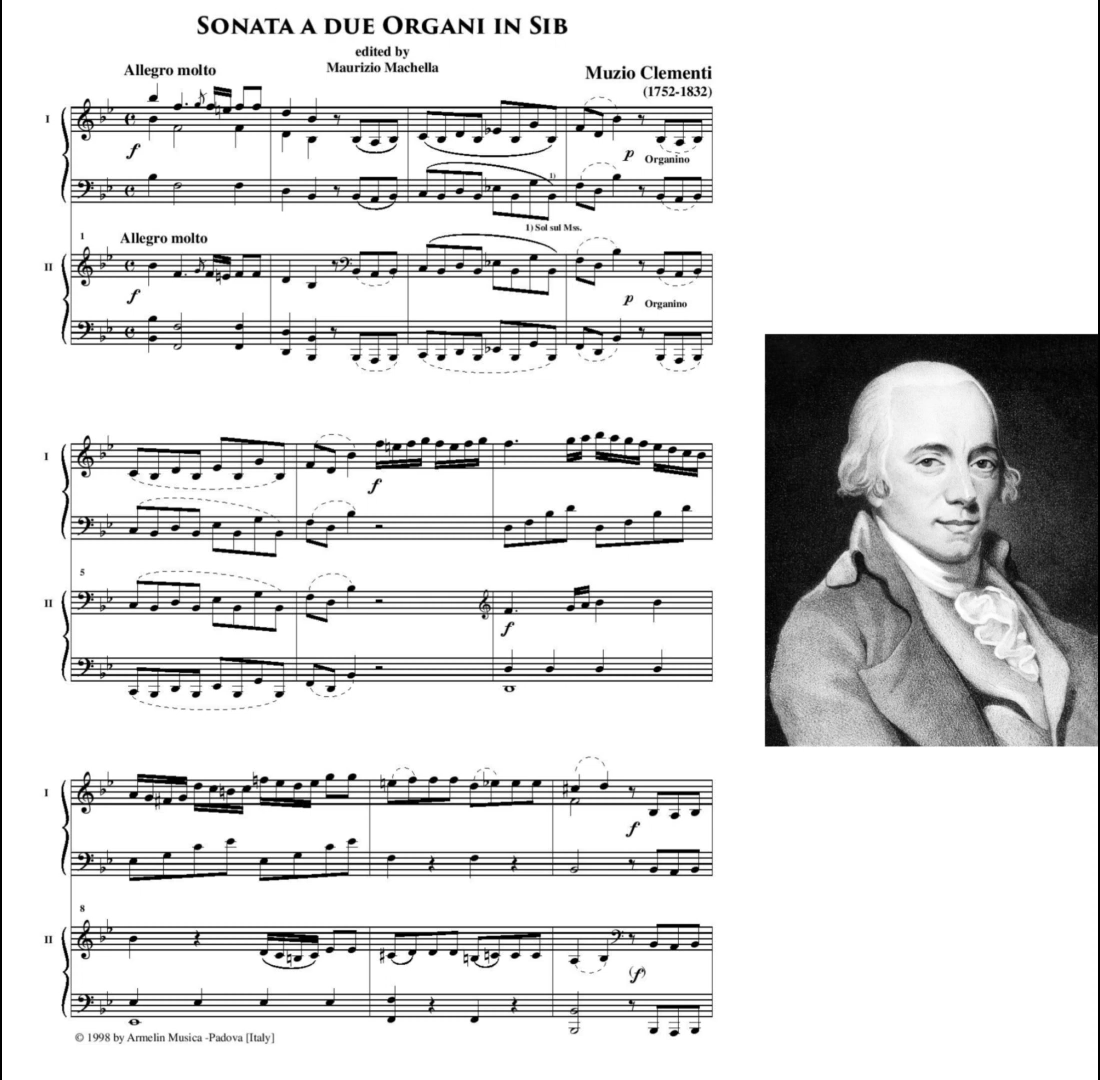 SONATA A DUE ORGANI IN SIB
edited by
Maurizio Machella
Allegro molto
Muzio Clementi
(1752-1832)
I
f
p Organino
1)
1) Sol sul Mss.
1
Allegro molto
II
f
p Organino
I
f
5
II
f
I
f
8
II
(f)
© 1998 by Armelin Musica -Padova [Italy]